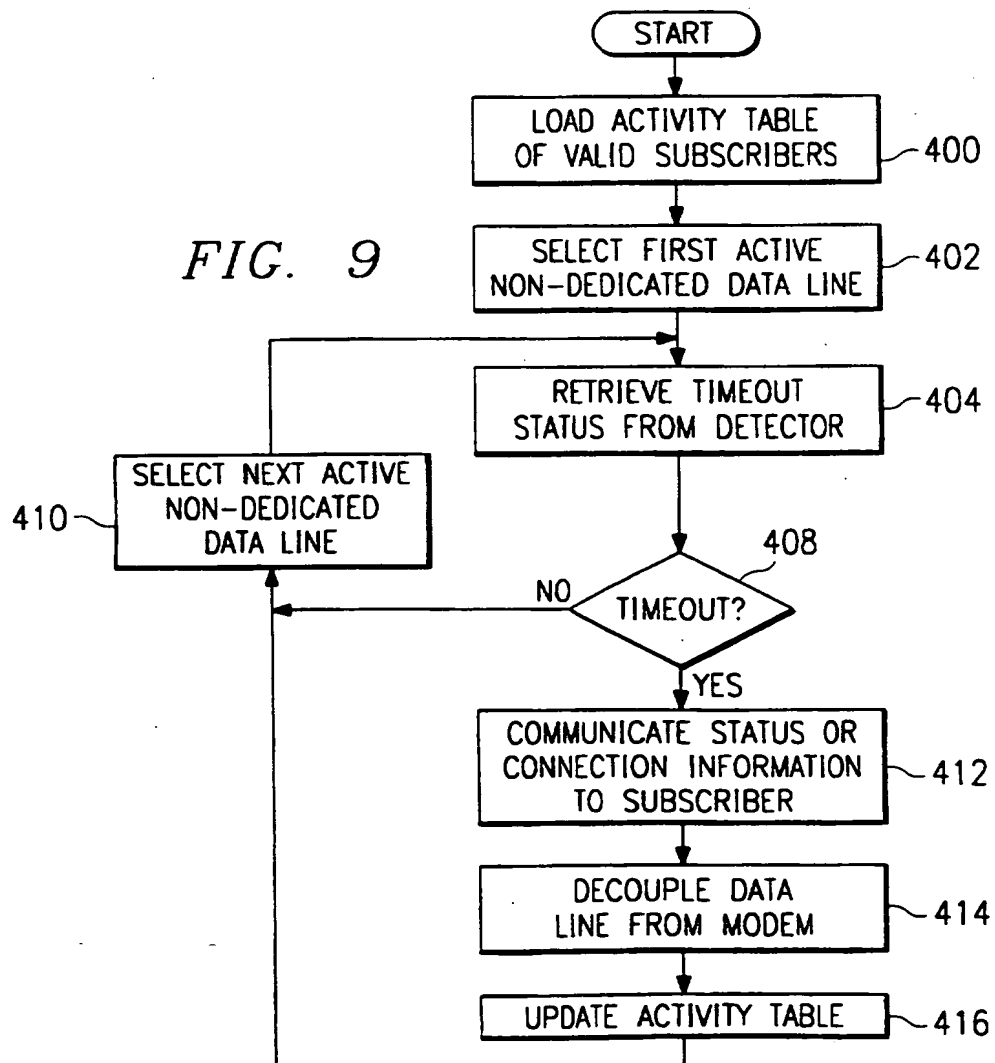 START
LOAD ACTIVITY TABLE
OF VALID SUBSCRIBERS
400
FIG. 9
SELECT FIRST ACTIVE
NON-DEDICATED DATA LINE
402
RETRIEVE TIMEOUT
STATUS FROM DETECTOR
404
SELECT NEXT ACTIVE
NON-DEDICATED
DATA LINE
410
408
NO
TIMEOUT?
YES
COMMUNICATE STATUS OR
CONNECTION INFORMATION
TO SUBSCRIBER
412
DECOUPLE DATA
LINE FROM MODEM
414
UPDATE ACTIVITY TABLE
416